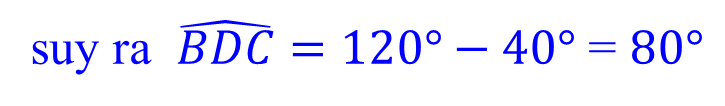 suy ra $\widehat{BDC} = 120° - 40° = 80°$